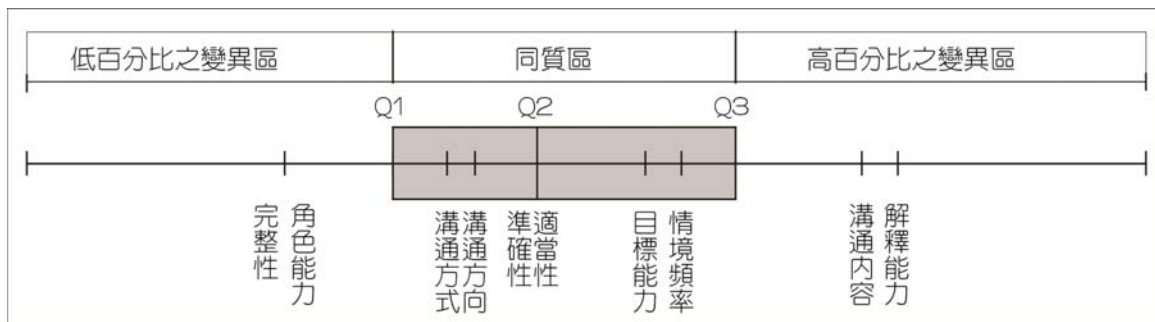 低百分比之變異區
同質區
高百分比之變異區
Q1
Q2
Q3
完整性
角色能力
溝通方式
溝通方向
準確性
適當性
目標能力
情境頻率
溝通內容
解釋能力